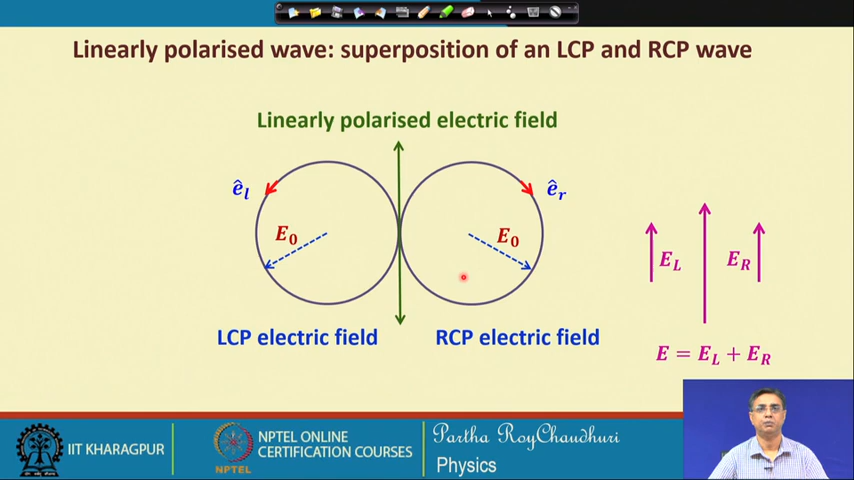 Linearly polarised wave: superposition of an LCP and RCP wave
Linearly polarised electric field
ê_l
ê_r
E_0
E_0
E_L
E_R
LCP electric field
RCP electric field
E = E_L + E_R
IIT KHARAGPUR
NPTEL
NPTEL ONLINE
CERTIFICATION COURSES
Partha RoyChaudhuri
Physics